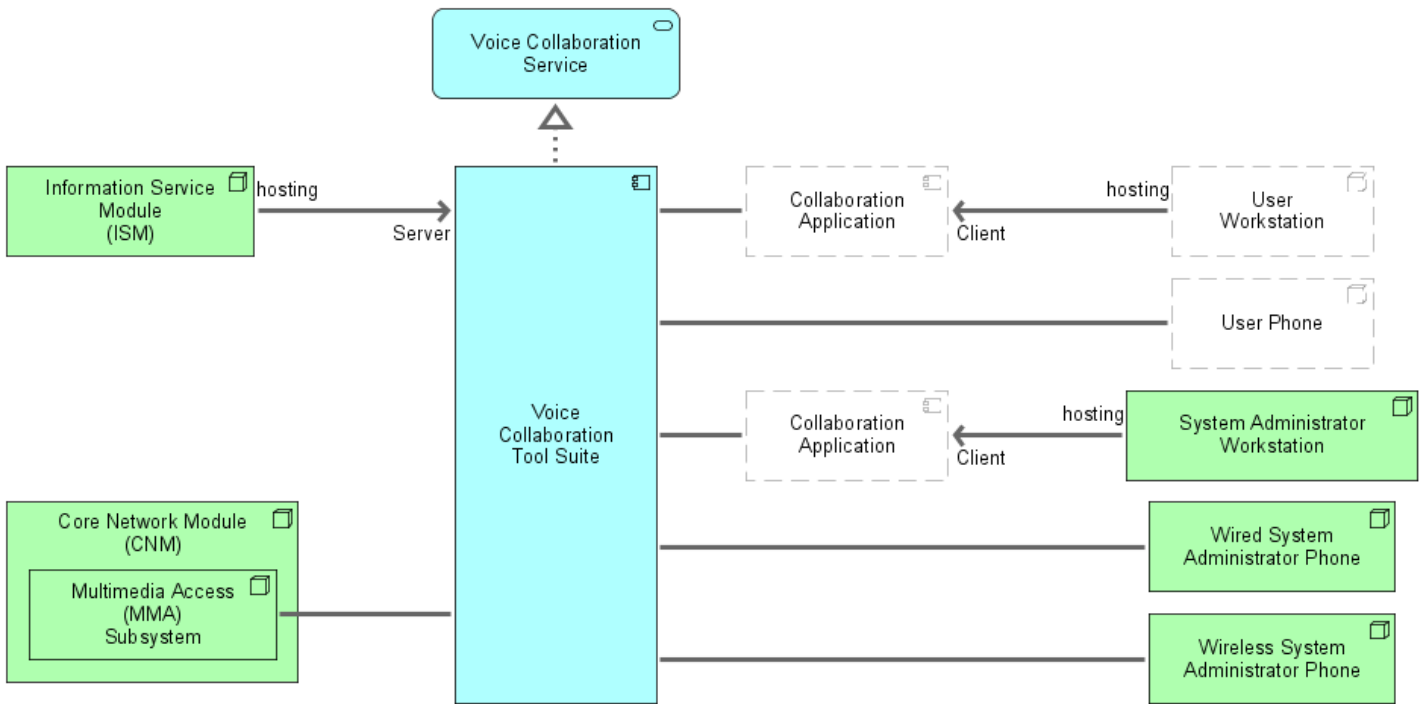 Voice Collaboration
Service
Information Service
Module
(ISM)
hosting
Server
Collaboration
Application
Client
hosting
User
Workstation
User Phone
Voice
Collaboration
Tool Suite
Collaboration
Application
Client
hosting
System Administrator
Workstation
Core Network Module
(CNM)
Multimedia Access
(MMA)
Subsystem
Wired System
Administrator Phone
Wireless System
Administrator Phone